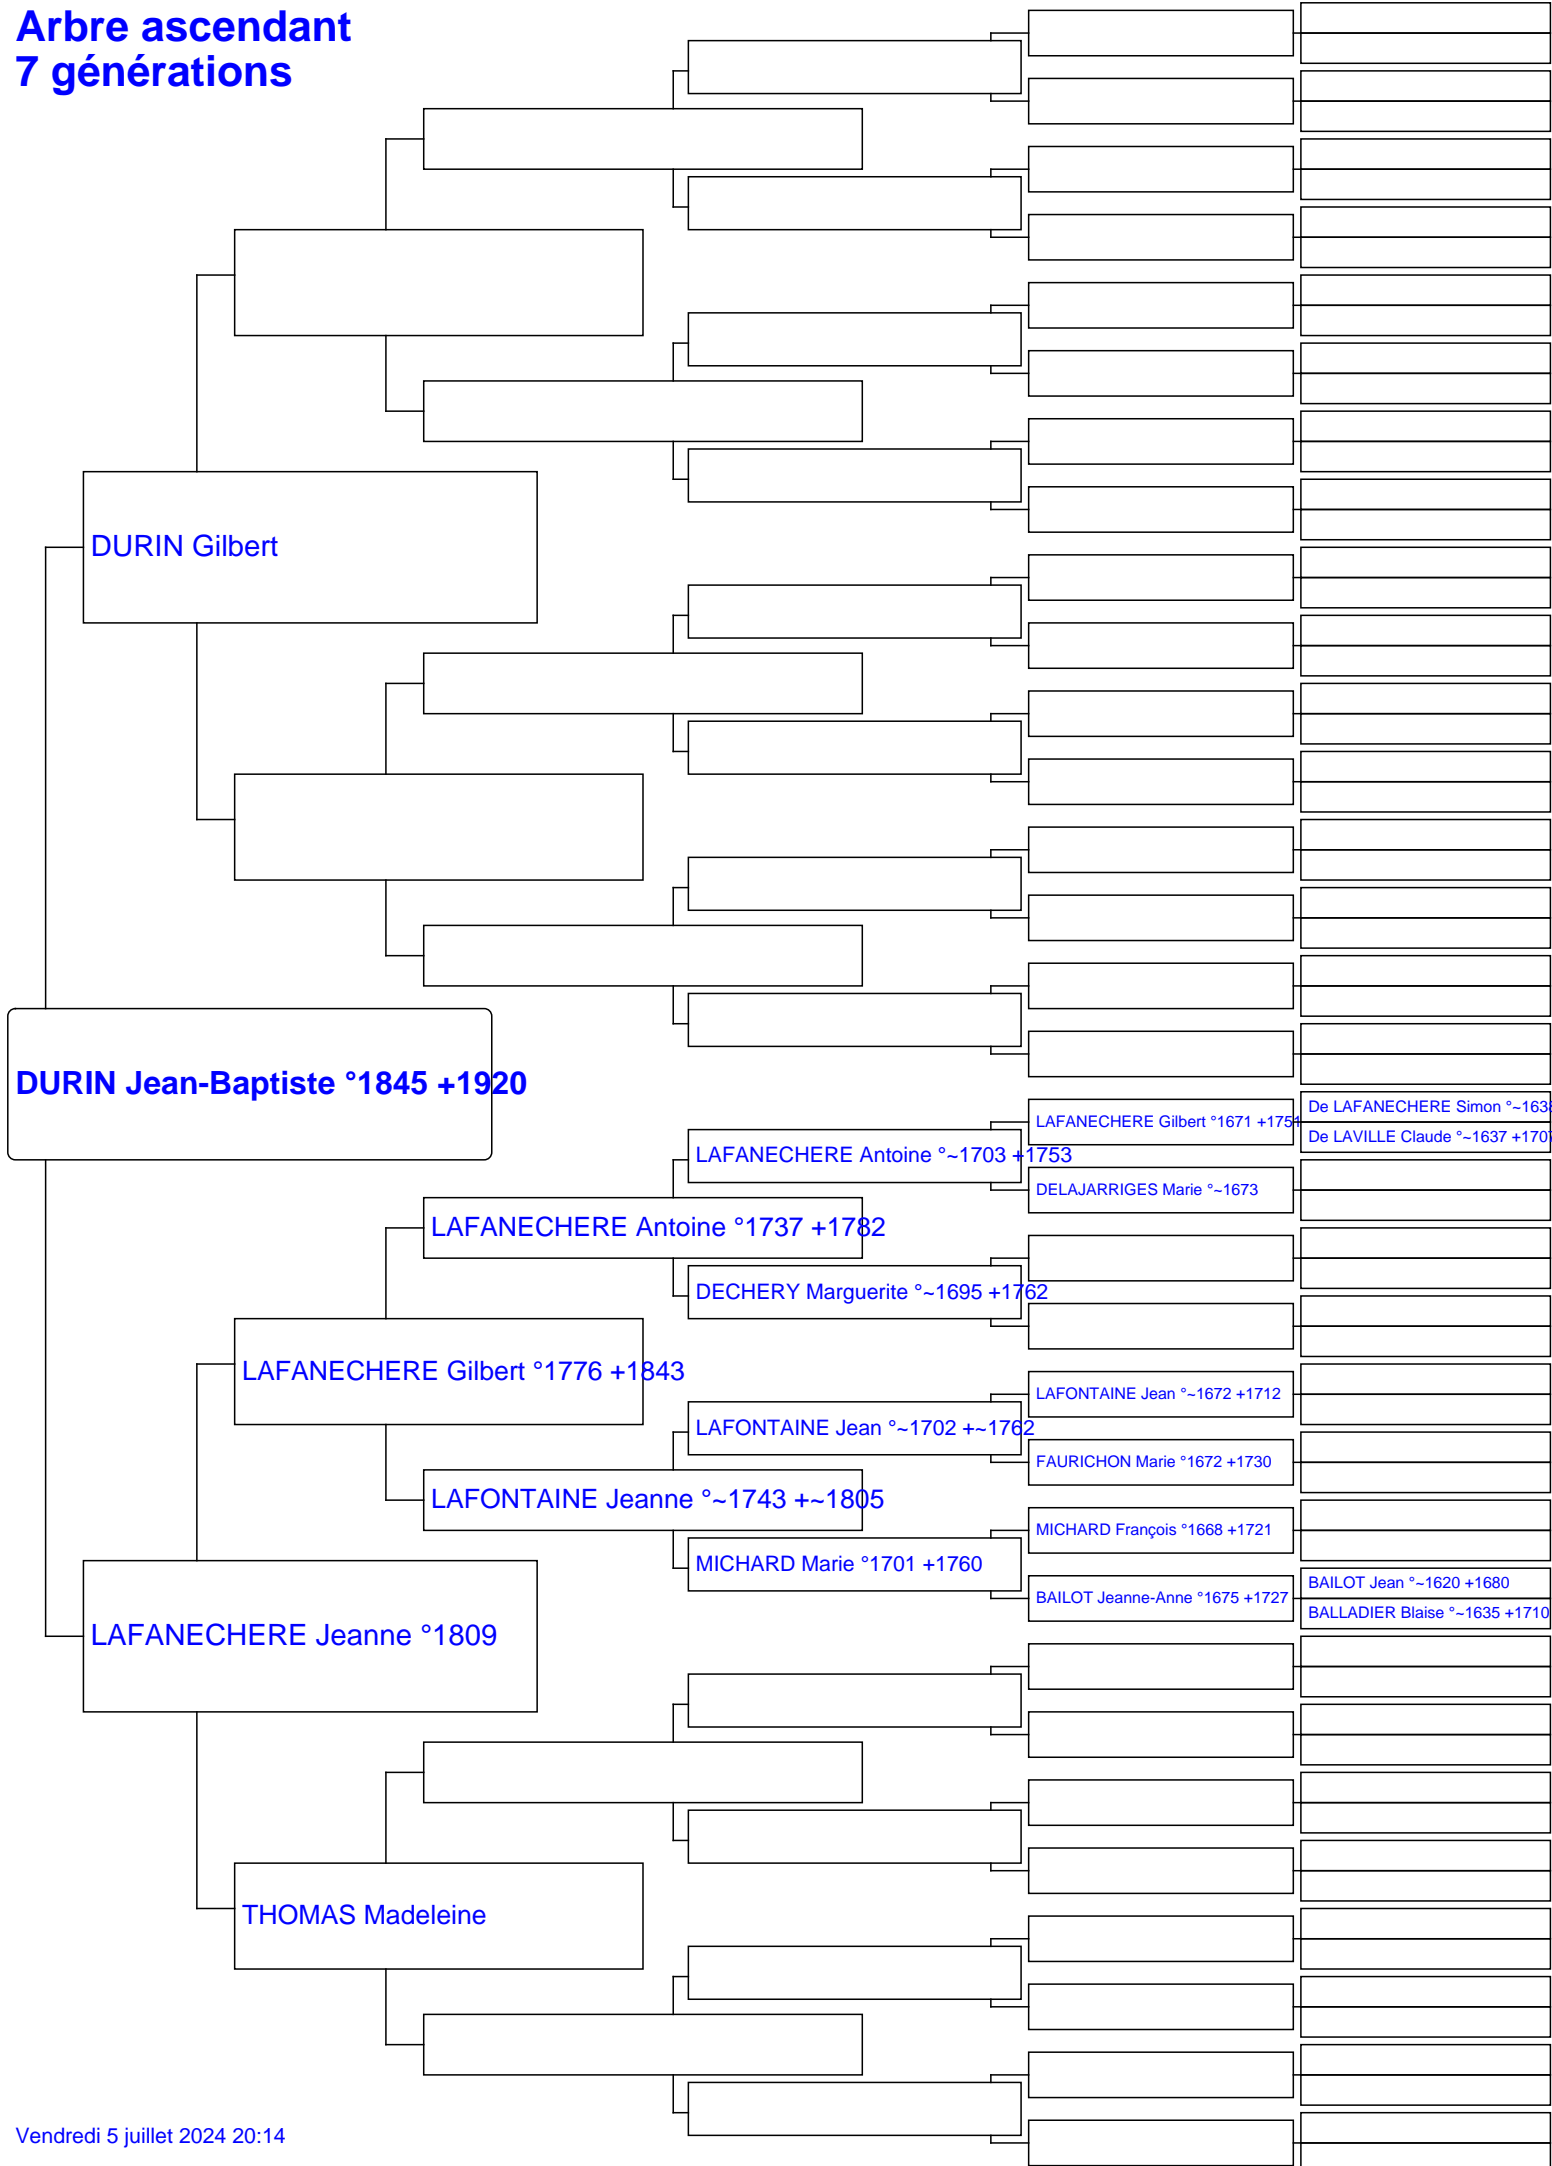 Arbre ascendant
7 générations
DURIN Gilbert
DURIN Jean-Baptiste °1845 +1920
De LAFANECHERE Simon °~1638
LAFANECHERE Gilbert °1671 +1751
De LAVILLE Claude °~1637 +1707
LAFANECHERE Antoine °~1703 +1753
DELAJARRIGES Marie °~1673
LAFANECHERE Antoine °1737 +1782
DECHERY Marguerite °~1695 +1762
LAFANECHERE Gilbert °1776 +1843
LAFONTAINE Jean °~1672 +1712
LAFONTAINE Jean °~1702 +~1762
FAURICHON Marie °1672 +1730
LAFONTAINE Jeanne °~1743 +~1805
MICHARD François °1668 +1721
MICHARD Marie °1701 +1760
BAILOT Jean °~1620 +1680
BAILOT Jeanne-Anne °1675 +1727
BALLADIER Blaise °~1635 +1710
LAFANECHERE Jeanne °1809
THOMAS Madeleine
Vendredi 5 juillet 2024 20:14